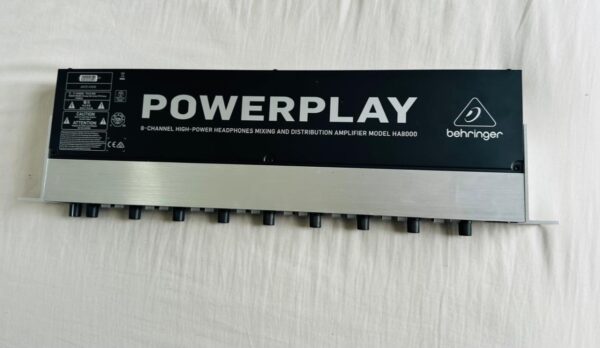 POWERPLAY
8-CHANNEL HIGH-POWER HEADPHONES MIXING AND DISTRIBUTION AMPLIFIER MODEL HA8000
behringer
CAUTION
ATTENTION